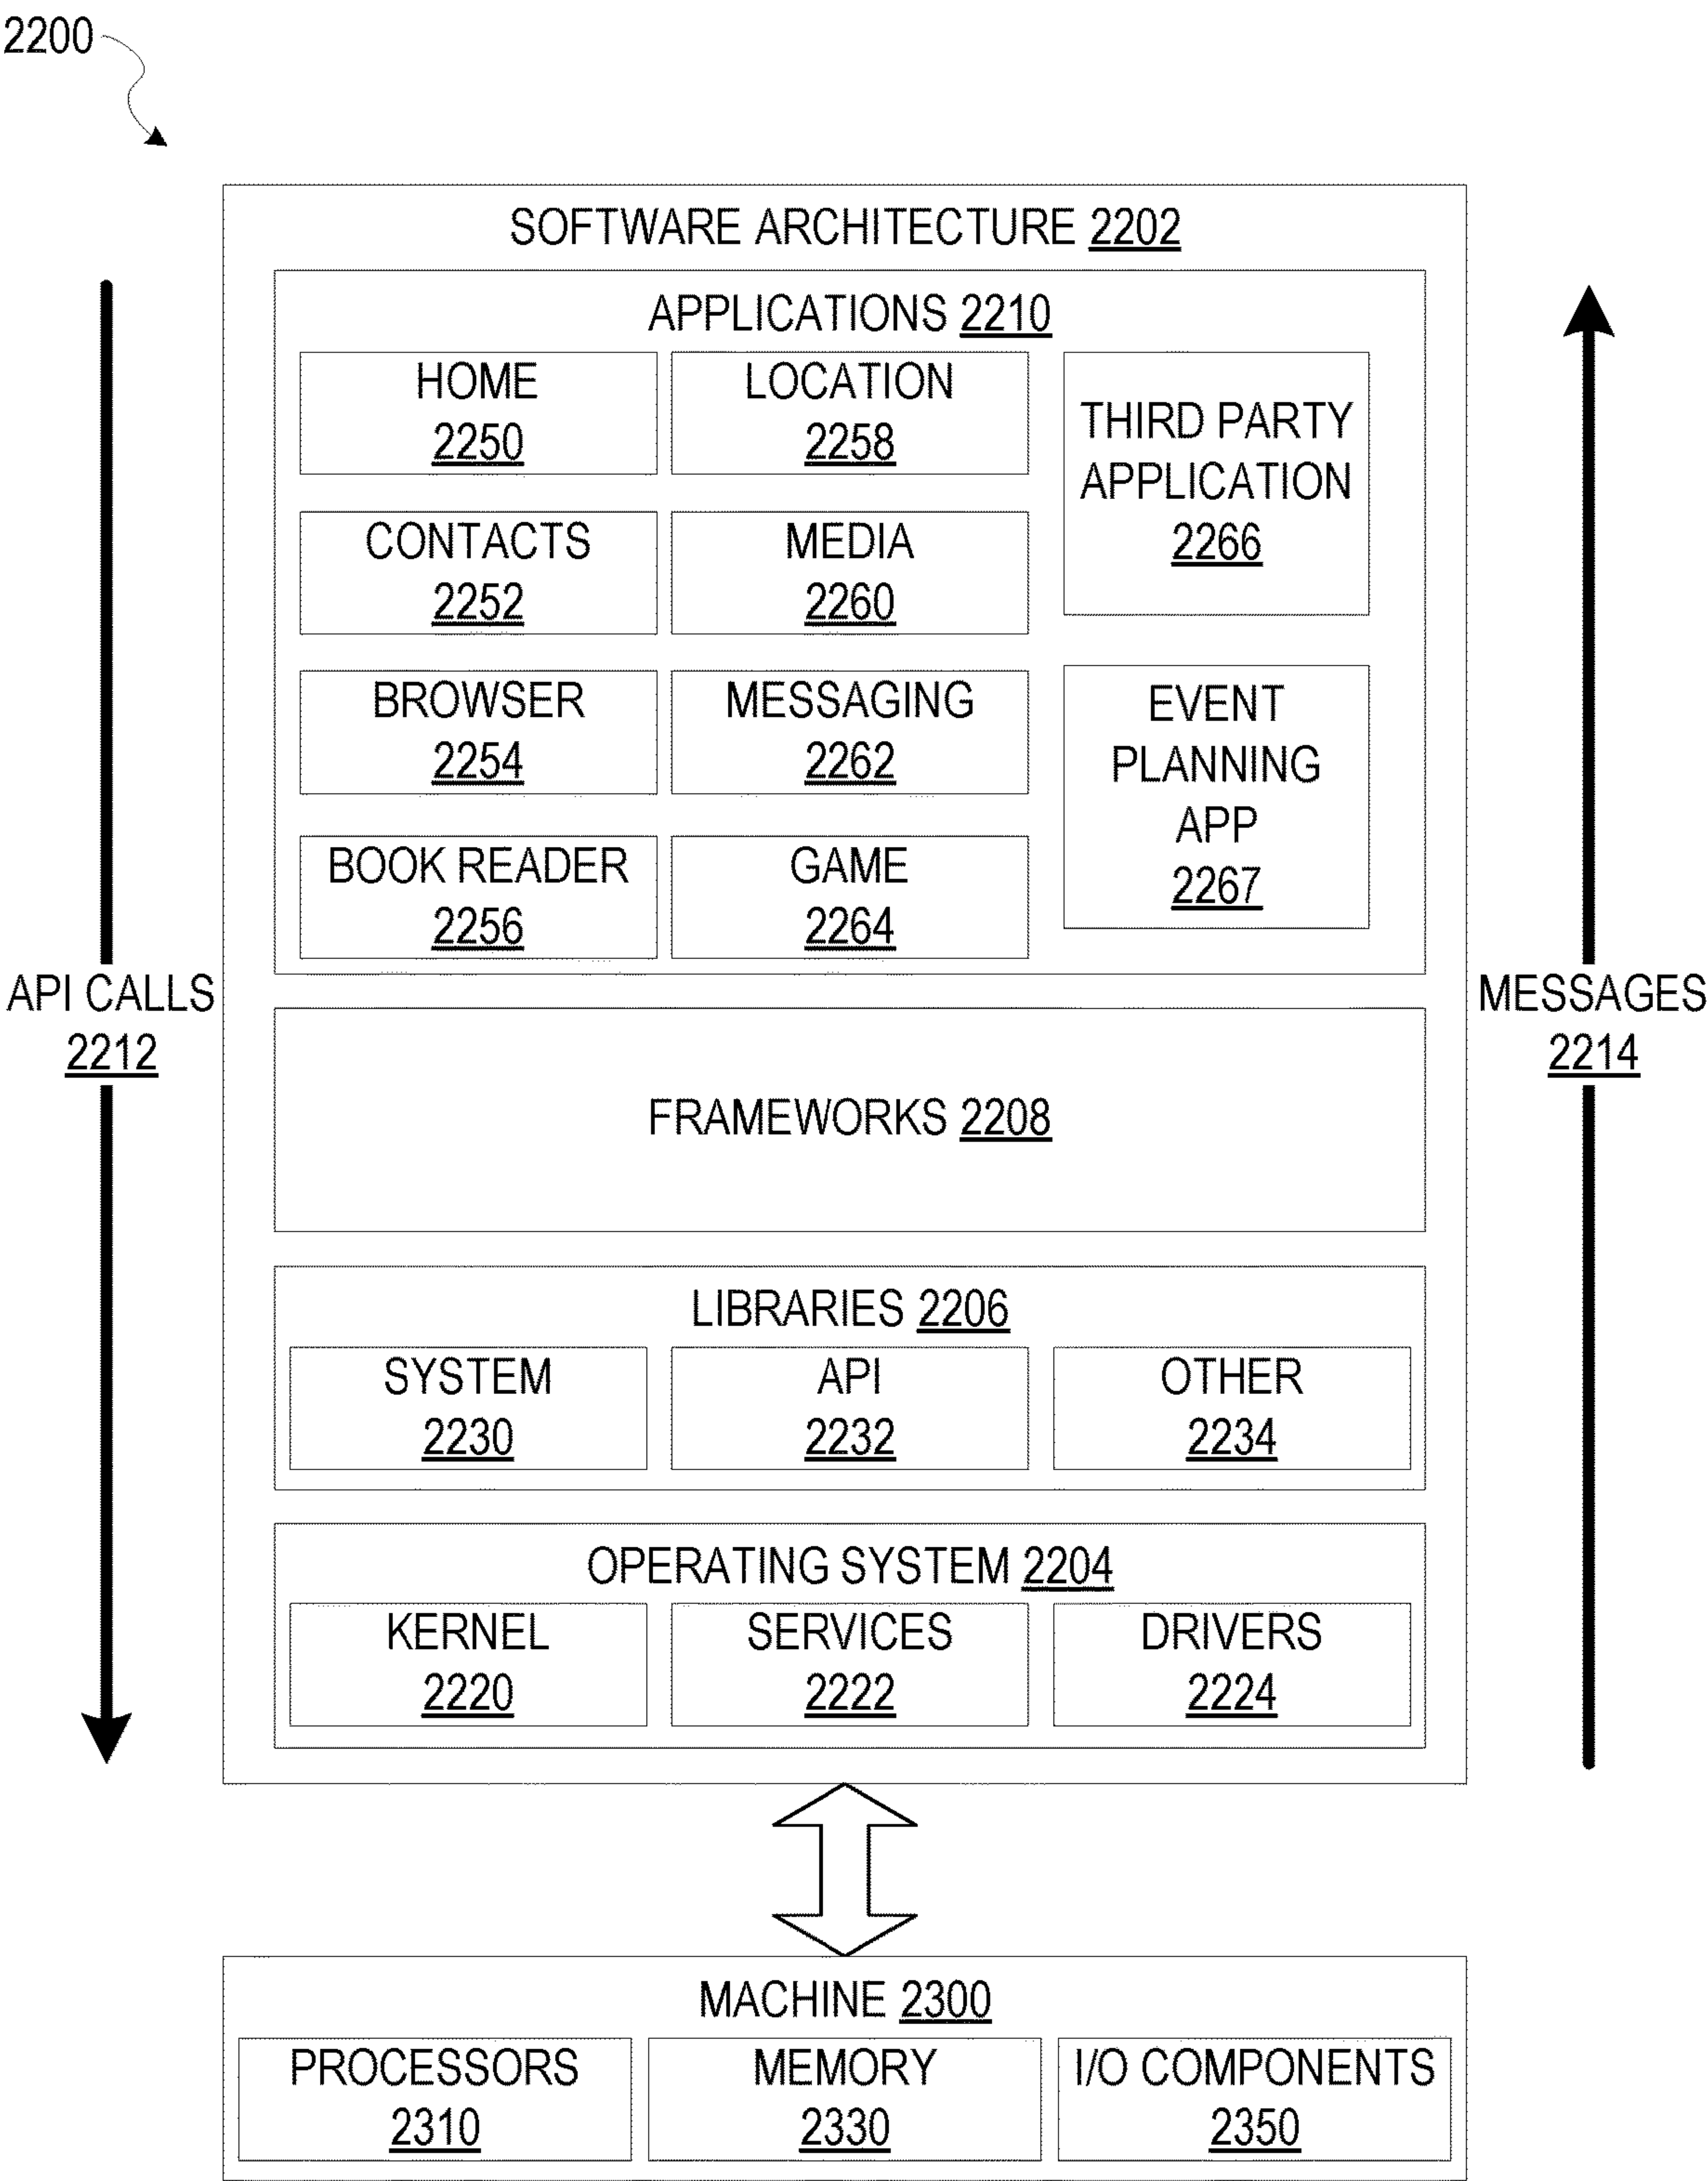 2200
SOFTWARE ARCHITECTURE 2202
APPLICATIONS 2210
HOME
2250
LOCATION
2258
THIRD PARTY
APPLICATION
2266
CONTACTS
2252
MEDIA
2260
BROWSER
2254
MESSAGING
2262
EVENT
PLANNING
APP
2267
BOOK READER
2256
GAME
2264
API CALLS
2212
MESSAGES
2214
FRAMEWORKS 2208
LIBRARIES 2206
SYSTEM
2230
API
2232
OTHER
2234
OPERATING SYSTEM 2204
KERNEL
2220
SERVICES
2222
DRIVERS
2224
MACHINE 2300
PROCESSORS
2310
MEMORY
2330
I/O COMPONENTS
2350